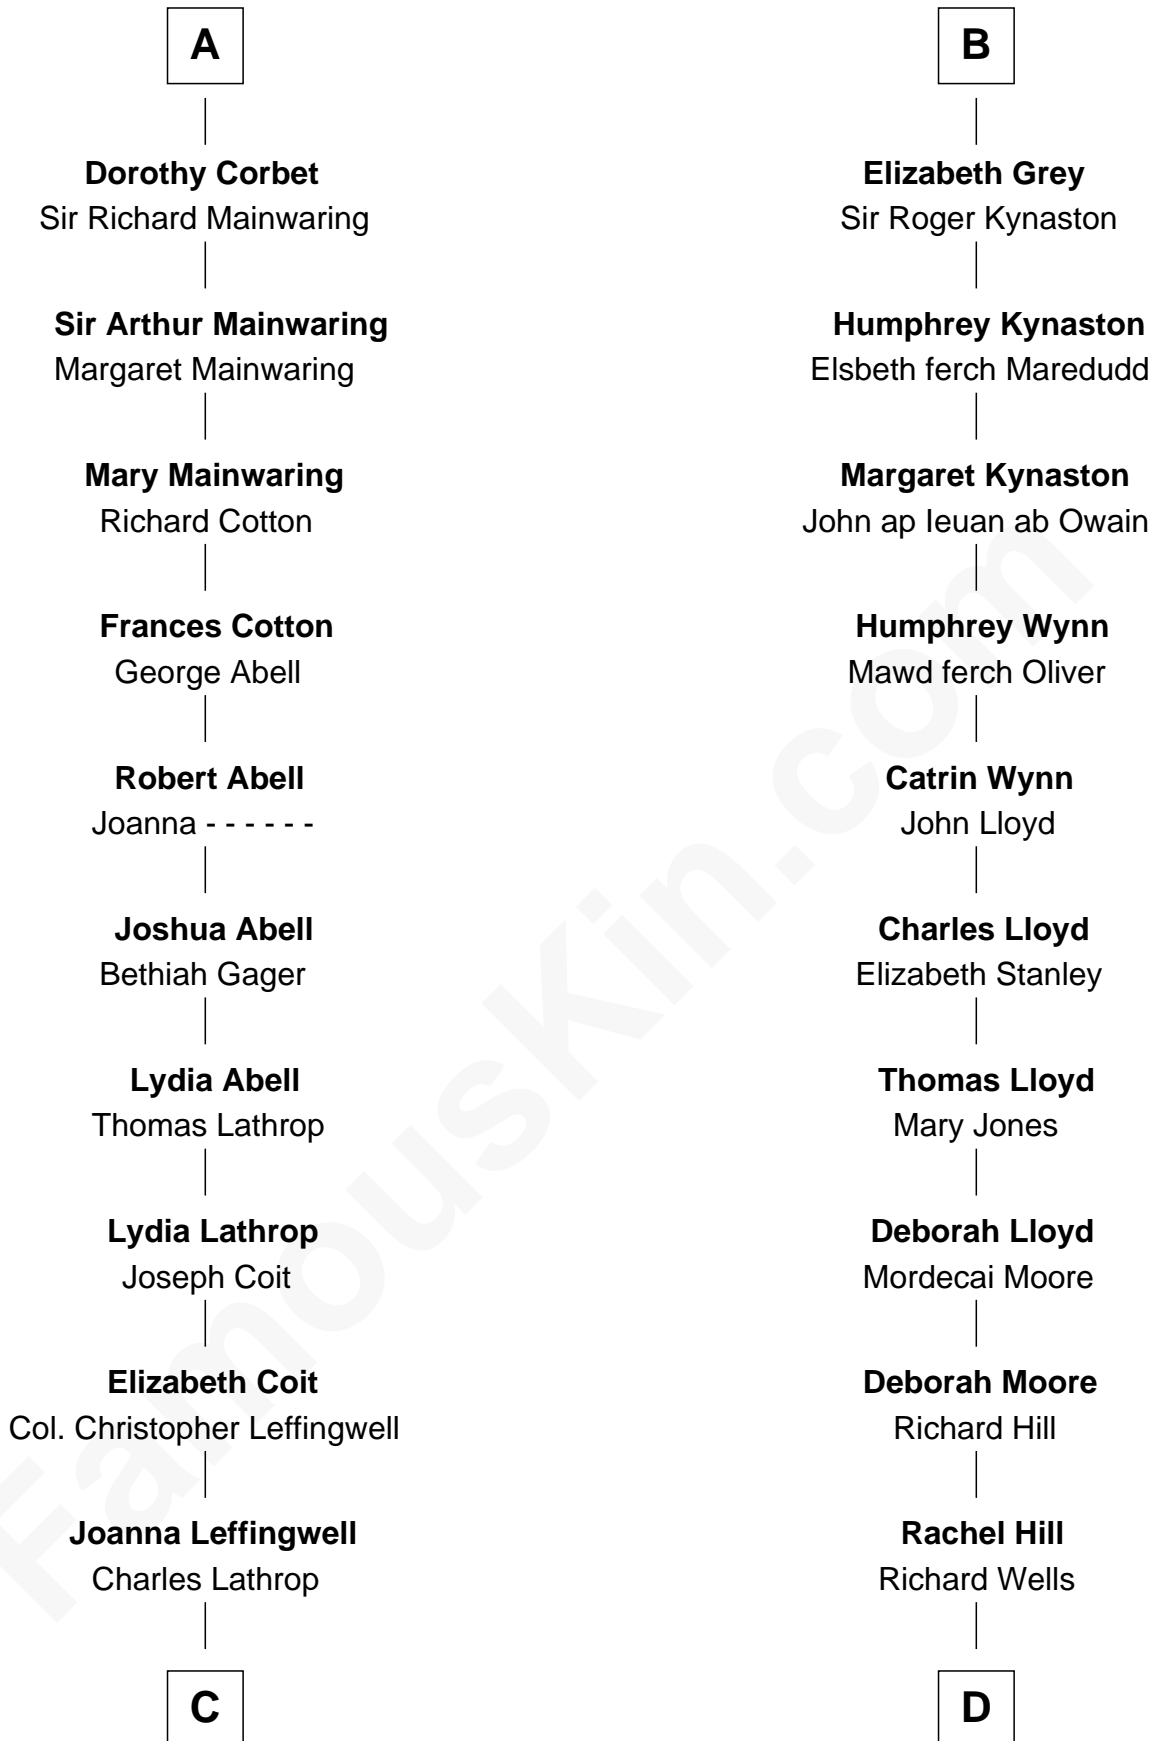 A
Dorothy Corbet
Sir Richard Mainwaring
Sir Arthur Mainwaring
Margaret Mainwaring
Mary Mainwaring
Richard Cotton
Frances Cotton
George Abell
Robert Abell
Joanna - - - - - -
Joshua Abell
Bethiah Gager
Lydia Abell
Thomas Lathrop
Lydia Lathrop
Joseph Coit
Elizabeth Coit
Col. Christopher Leffingwell
Joanna Leffingwell
Charles Lathrop
C
B
Elizabeth Grey
Sir Roger Kynaston
Humphrey Kynaston
Elsbeth ferch Maredudd
Margaret Kynaston
John ap Ieuan ab Owain
Humphrey Wynn
Mawd ferch Oliver
Catrin Wynn
John Lloyd
Charles Lloyd
Elizabeth Stanley
Thomas Lloyd
Mary Jones
Deborah Lloyd
Mordecai Moore
Deborah Moore
Richard Hill
Rachel Hill
Richard Wells
D
FamousKin.com